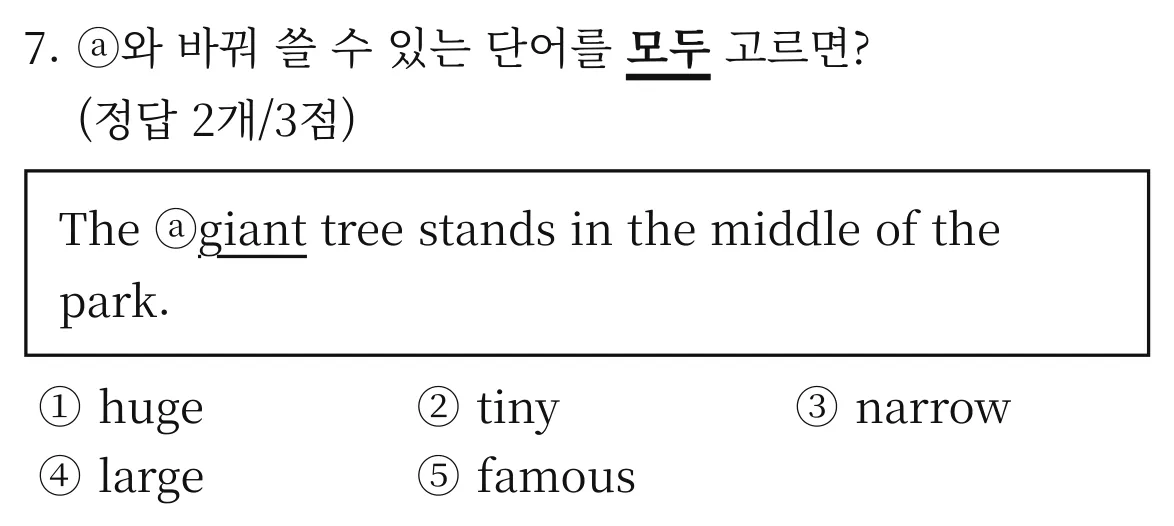 7. ⓐ와 바꿔 쓸 수 있는 단어를 모두 고르면?
(정답 2개/3점)
The ⓐgiant tree stands in the middle of the
park.
① huge ② tiny ③ narrow
④ large ⑤ famous